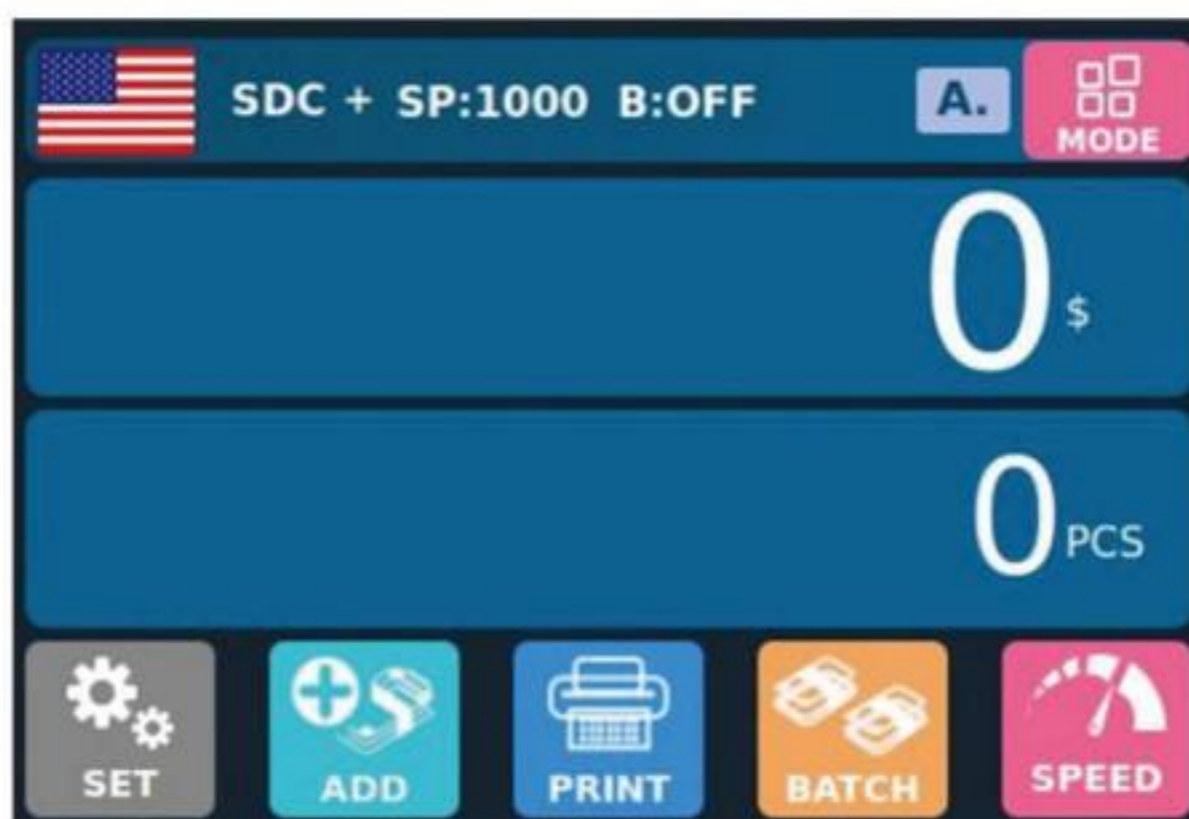 SDC + SP:1000 B:OFF A. MODE
0 $
0 PCS
SET ADD PRINT BATCH SPEED